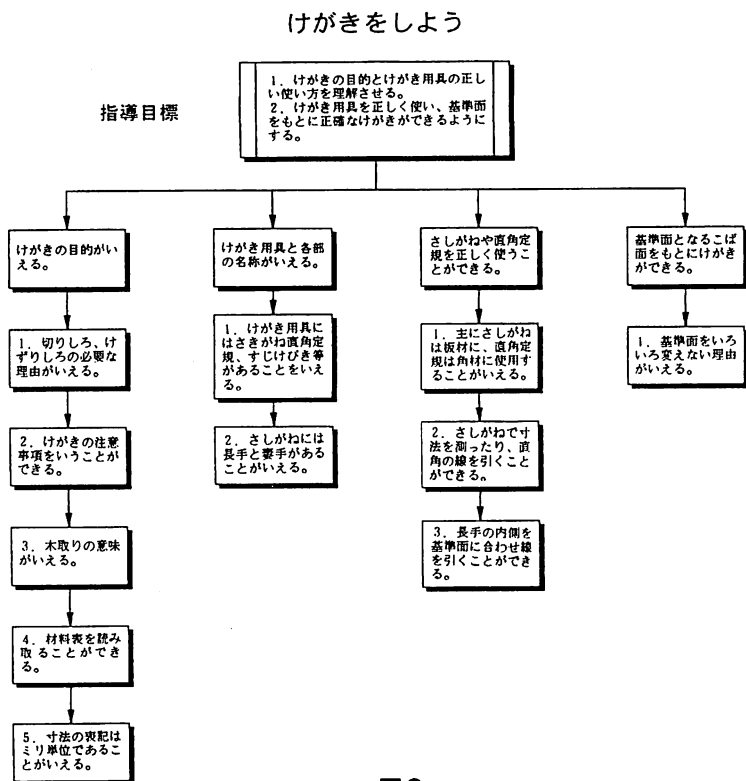 けがきをしよう
指導目標
1．けがきの目的とけがき用具の正し
い使い方を理解させる。
2．けがき用具を正しく使い、基準面
をもとに正確なけがきができるように
する。
けがきの目的がい
える。
1．切りしろ、け
ずりしろの必要な
理由がいえる。
2．けがきの注意
事項をいうことが
できる。
3．木取りの意味
がいえる。
4．材料表を読み
取ることができ
る。
5．寸法の表記は
ミリ単位であるこ
とがいえる。
けがき用具と各部
の名称がいえる。
1．けがき用具に
はさきがね直角定
規、すじけびき等
があることをいえ
る。
2．さしがねには
長手と妻手がある
ことがいえる。
さしがねや直角定
規を正しく使うこ
とができる。
1．主にさしがね
は板材に、直角定
規は角材に使用す
ることがいえる。
2．さしがねで寸
法を測ったり、直
角の線を引くこと
ができる。
3．長手の内側を
基準面に合わせ線
を引くことができ
る。
基準面となるこば
面をもとにけがき
ができる。
1．基準面をいろ
いろ変えない理由
がいえる。